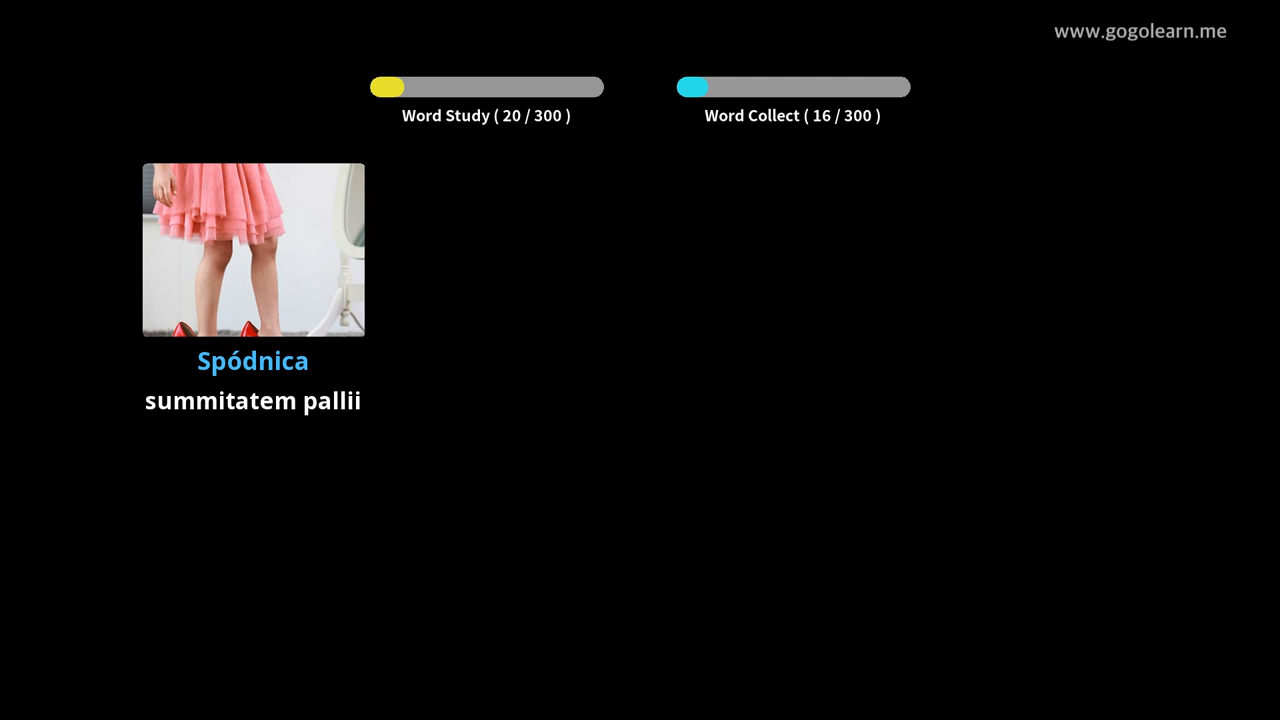 www.gogolearn.me
Word Study ( 20 / 300 )
Word Collect ( 16 / 300 )
Spódnica
summitatem pallii